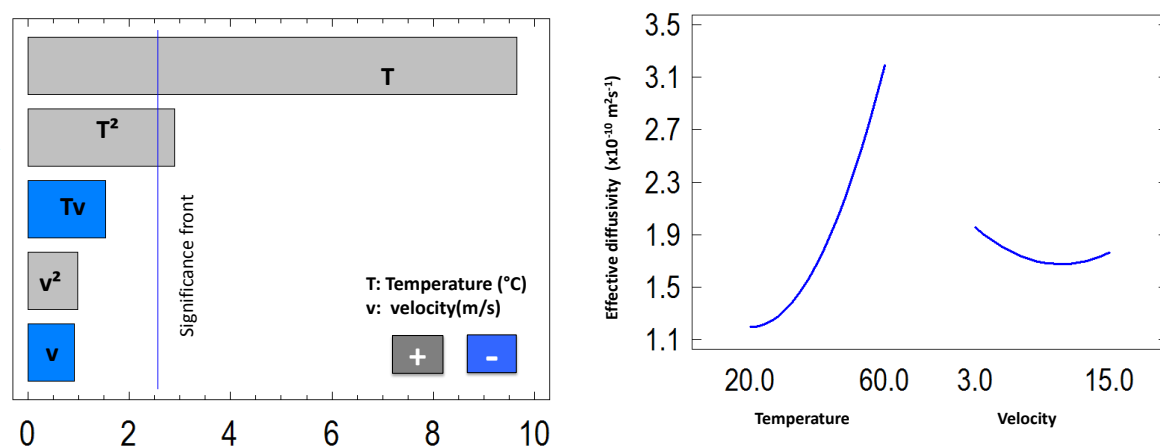 T
T²
Tv
v²
v
Significance front
T: Temperature (°C)
v: velocity(m/s)
+ -
0 2 4 6 8 10
Effective diffusivity (x10⁻¹⁰ m²s⁻¹)
3.5
3.1
2.7
2.3
1.9
1.5
1.1
20.0 60.0 3.0 15.0
Temperature Velocity